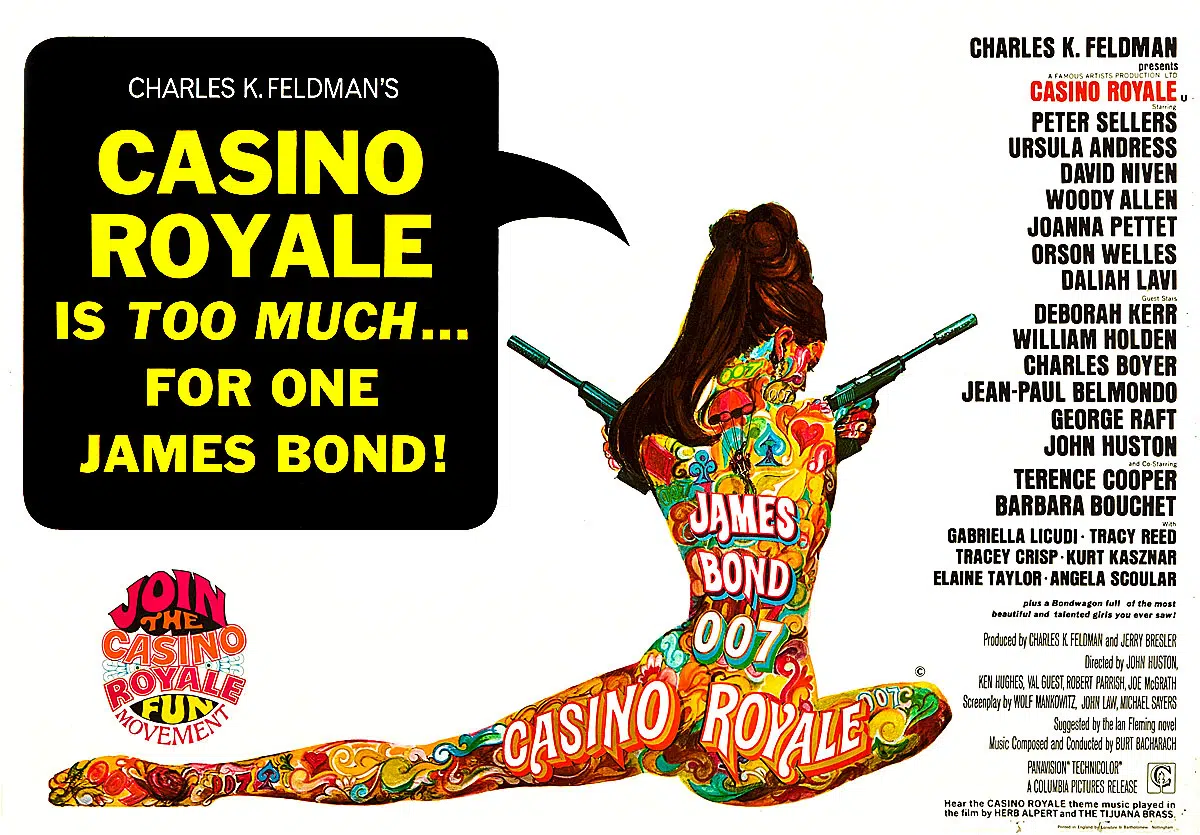 CHARLES K. FELDMAN'S
CASINO
ROYALE
IS TOO MUCH...
FOR ONE
JAMES BOND!
JOIN
THE
CASINO
ROYALE
FUN
MOVEMENT
007
JAMES
BOND
007
CASINO ROYALE
007
007
©
CHARLES K. FELDMAN
presents
A FAMOUS ARTISTS PRODUCTION LTD
CASINO ROYALE U
Starring
PETER SELLERS
URSULA ANDRESS
DAVID NIVEN
WOODY ALLEN
JOANNA PETTET
ORSON WELLES
DALIAH LAVI
Guest Stars
DEBORAH KERR
WILLIAM HOLDEN
CHARLES BOYER
JEAN-PAUL BELMONDO
GEORGE RAFT
JOHN HUSTON
and Co-Starring
TERENCE COOPER
BARBARA BOUCHET
With
GABRIELLA LICUDI · TRACY REED
TRACEY CRISP · KURT KASZNAR
ELAINE TAYLOR · ANGELA SCOULAR
plus a Bondwagon full of the most
beautiful and talented girls you ever saw!
Produced by CHARLES K. FELDMAN and JERRY BRESLER
Directed by JOHN HUSTON,
KEN HUGHES, VAL GUEST, ROBERT PARRISH, JOE McGRATH
Screenplay by WOLF MANKOWITZ, JOHN LAW, MICHAEL SAYERS
Suggested by the Ian Fleming novel
Music Composed and Conducted by BURT BACHARACH
PANAVISION® TECHNICOLOR®
A COLUMBIA PICTURES RELEASE
Hear the CASINO ROYALE theme music played in
the film by HERB ALPERT and THE TIJUANA BRASS.
Printed in England by